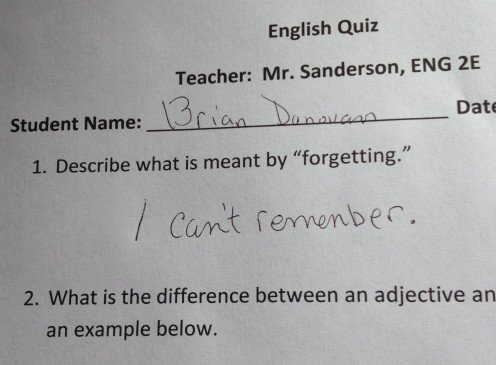 English Quiz
Teacher: Mr. Sanderson, ENG 2E
Student Name: Brian Donovan Date
1. Describe what is meant by "forgetting."
I can't remenber.
2. What is the difference between an adjective an
an example below.